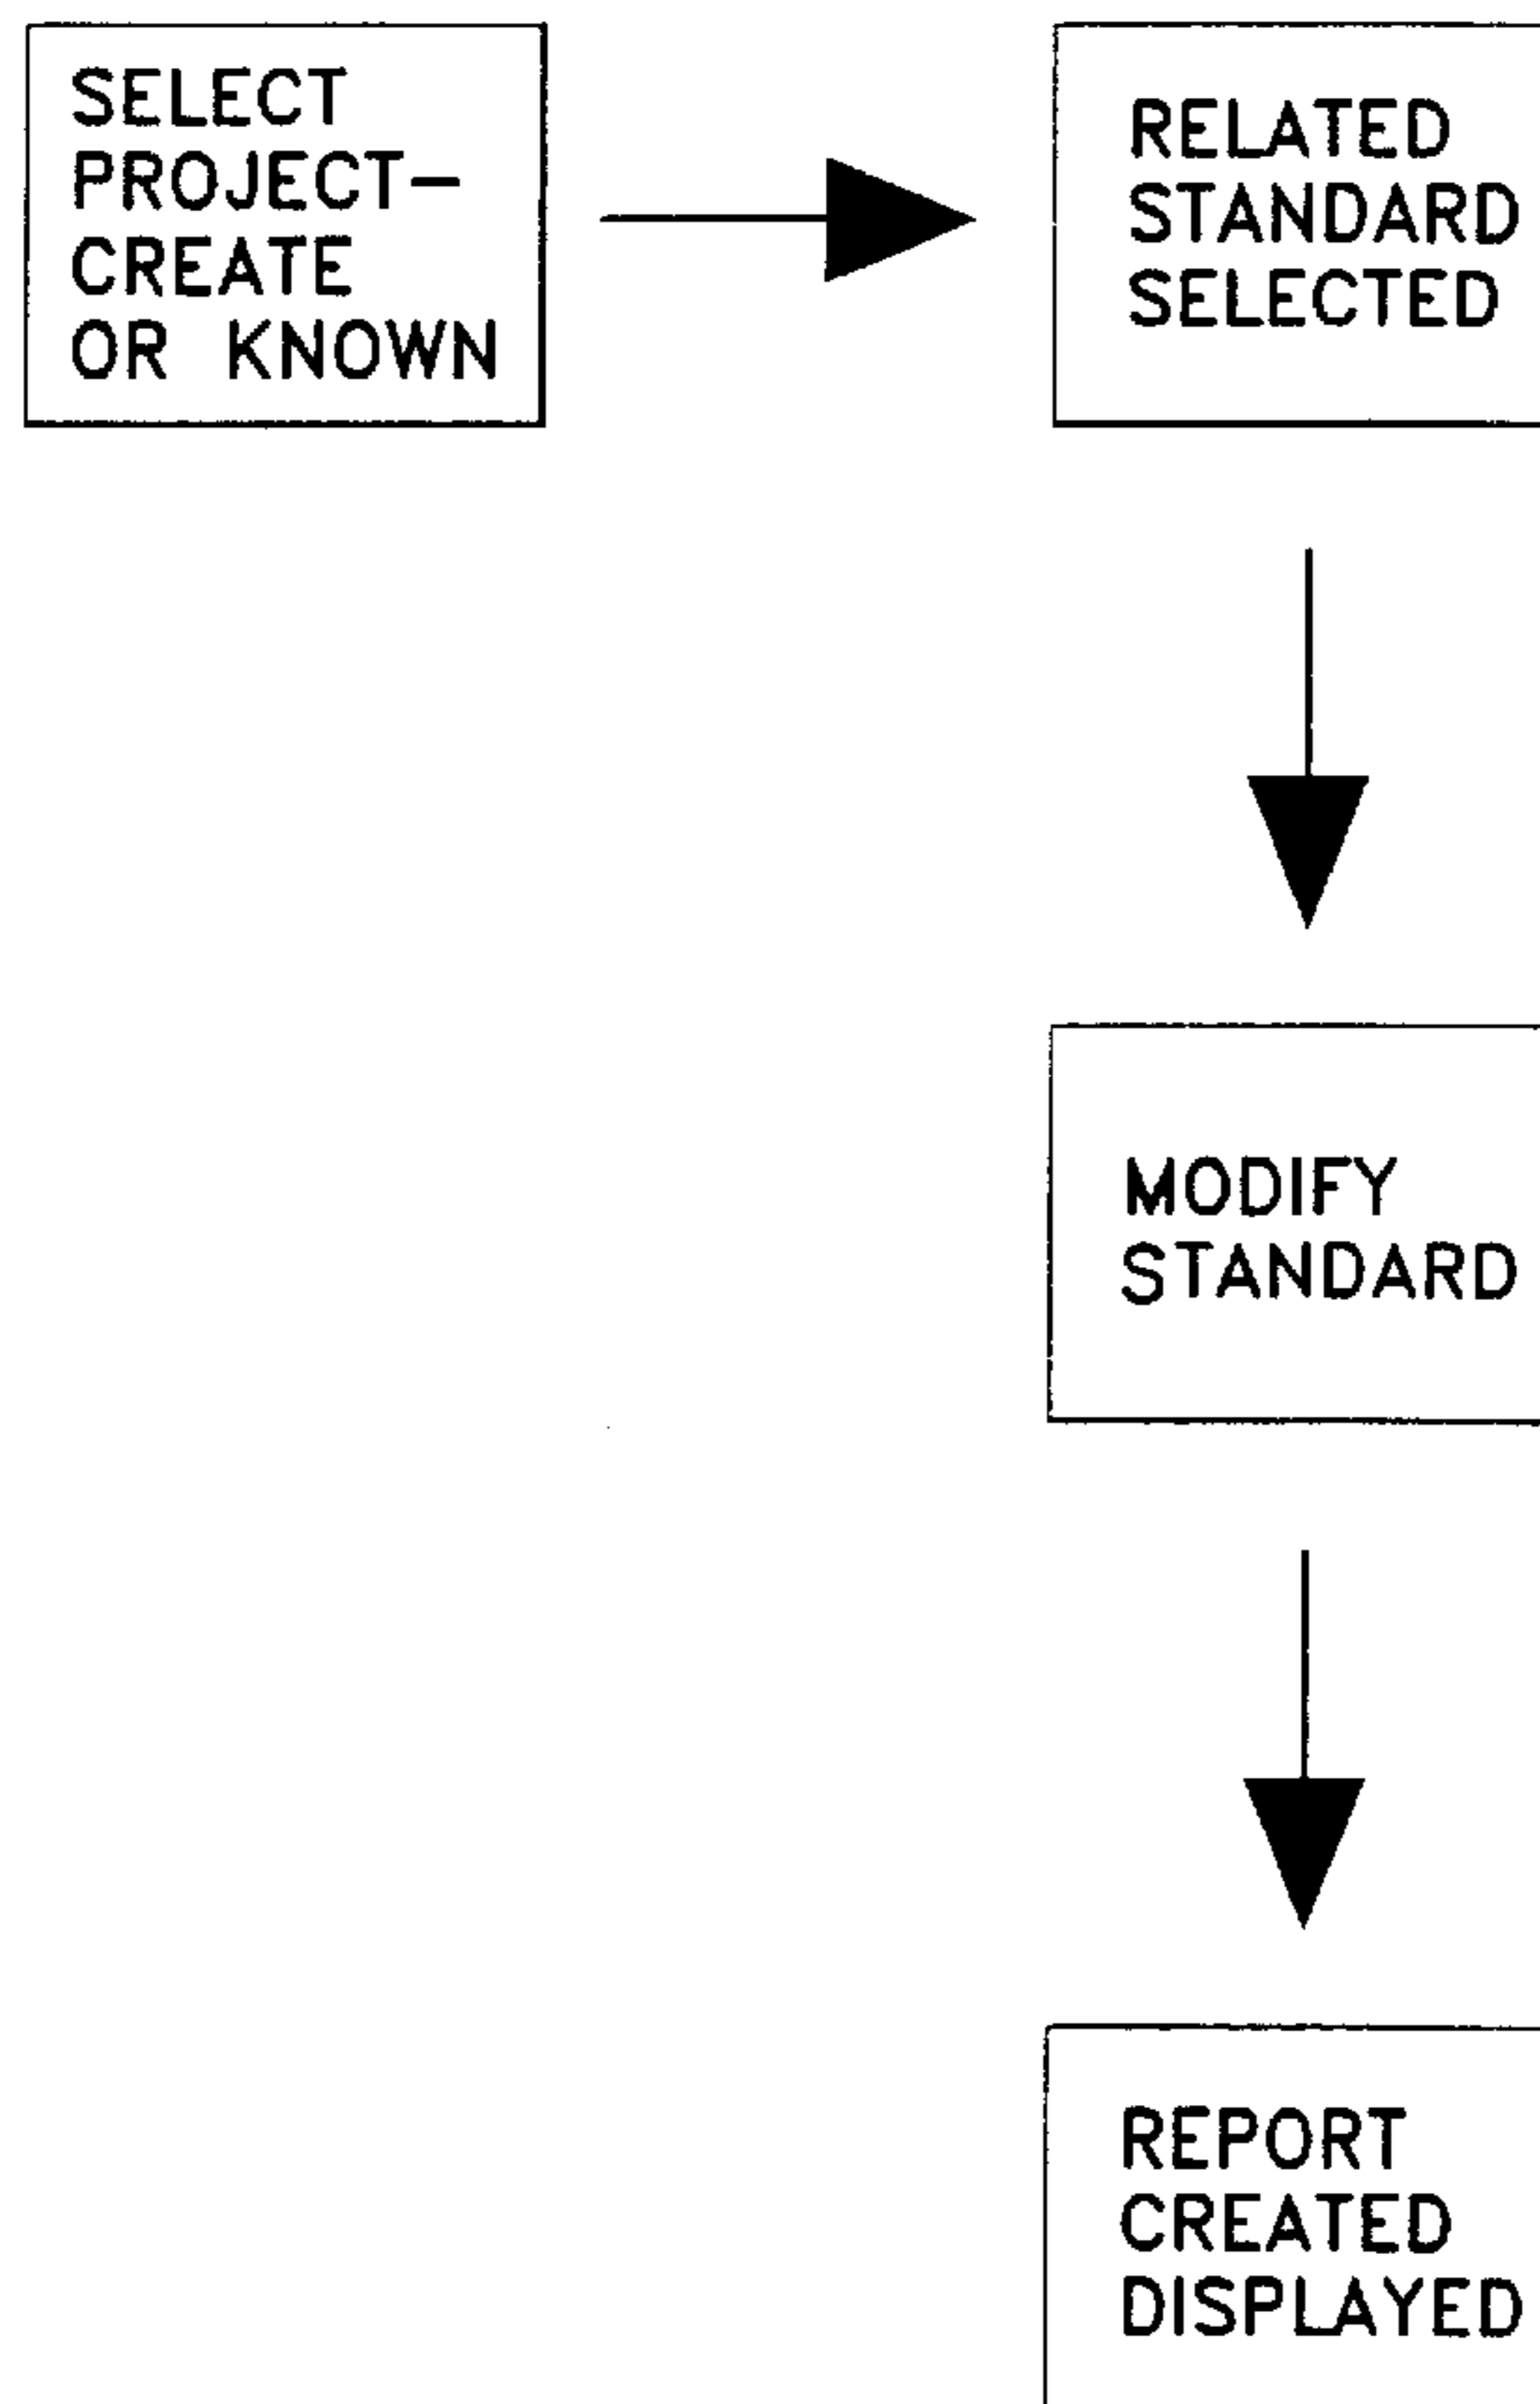 SELECT
PROJECT-
CREATE
OR KNOWN
RELATED
STANDARD
SELECTED
MODIFY
STANDARD
REPORT
CREATED
DISPLAYED